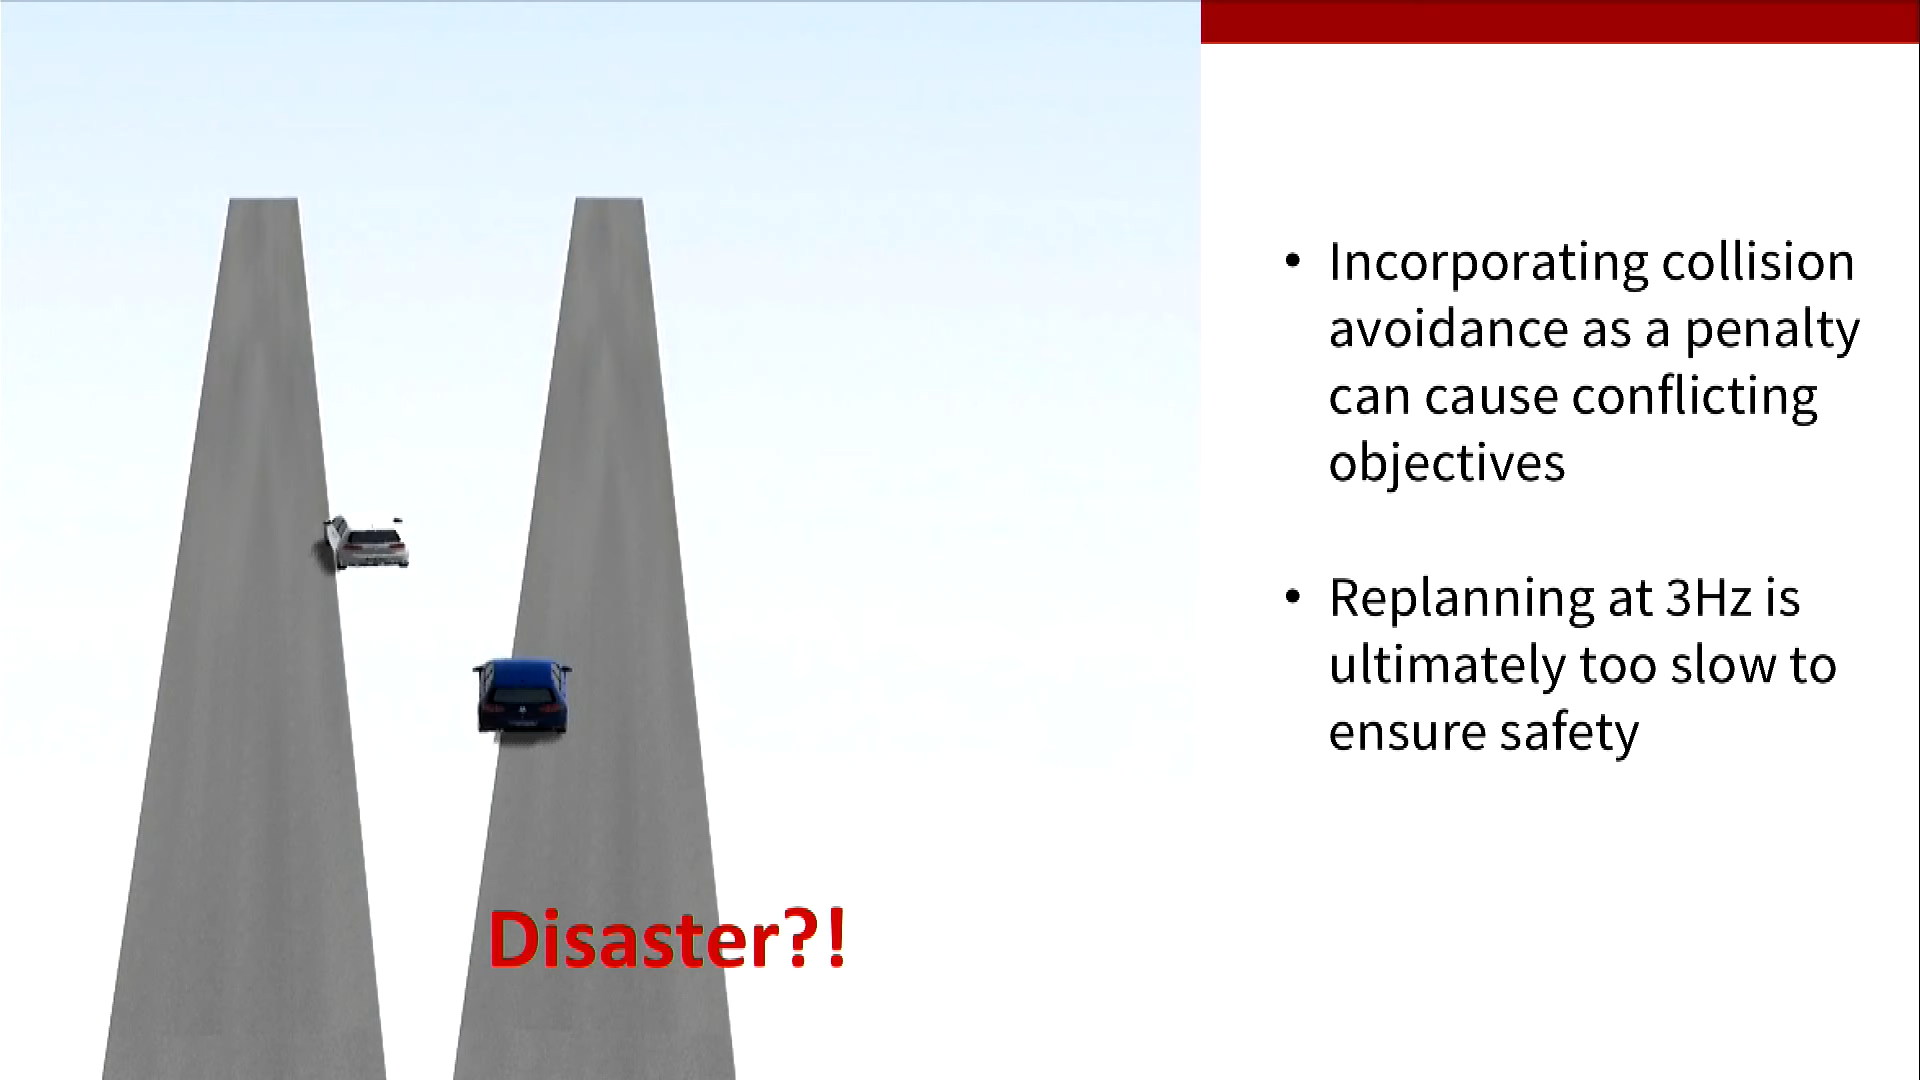 • Incorporating collision
avoidance as a penalty
can cause conflicting
objectives
• Replanning at 3Hz is
ultimately too slow to
ensure safety
Disaster?!